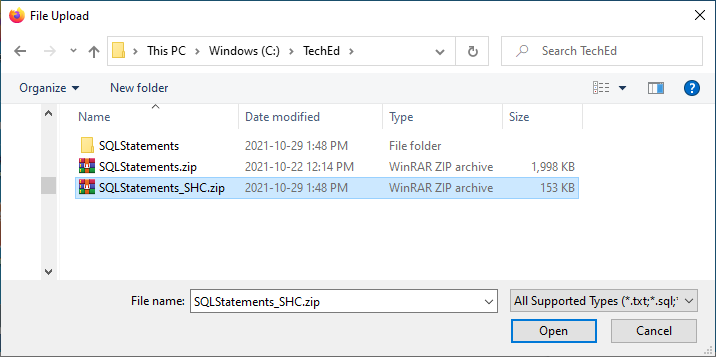 File Upload
This PC > Windows (C:) > TechEd >
Search TechEd
Organize
New folder
Name Date modified Type Size
SQLStatements 2021-10-29 1:48 PM File folder
SQLStatements.zip 2021-10-22 12:14 PM WinRAR ZIP archive 1,998 KB
SQLStatements_SHC.zip 2021-10-29 1:48 PM WinRAR ZIP archive 153 KB
File name: SQLStatements_SHC.zip All Supported Types (*.txt;*.sql;*
Open Cancel